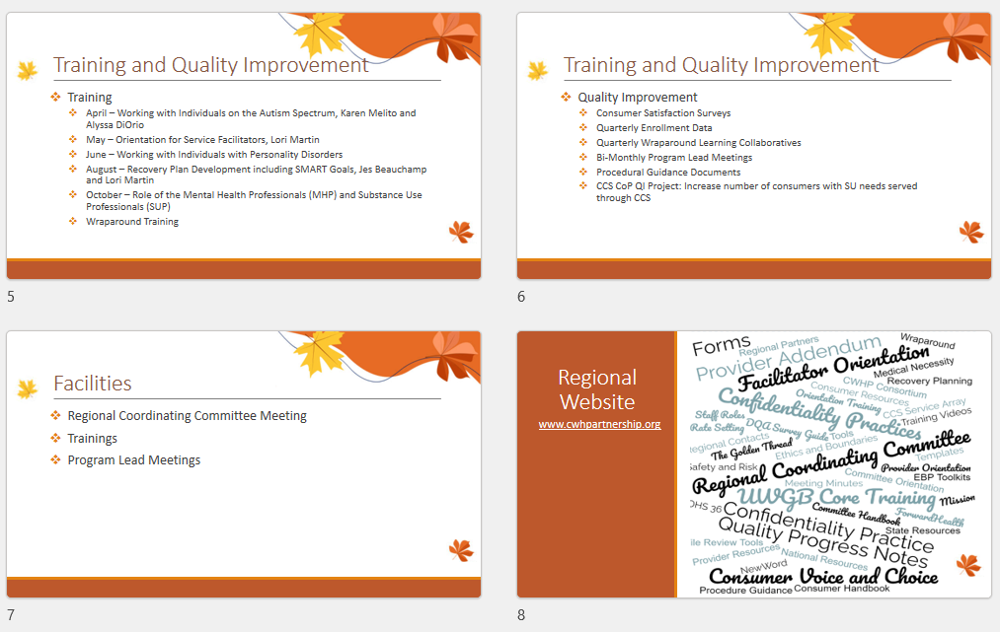 Training and Quality Improvement
Training
April – Working with Individuals on the Autism Spectrum, Karen Melito and
Alyssa DiOrio
May – Orientation for Service Facilitators, Lori Martin
June – Working with Individuals with Personality Disorders
August – Recovery Plan Development including SMART Goals, Jes Beauchamp
and Lori Martin
October – Role of the Mental Health Professionals (MHP) and Substance Use
Professionals (SUP)
Wraparound Training
5
Training and Quality Improvement
Quality Improvement
Consumer Satisfaction Surveys
Quarterly Enrollment Data
Quarterly Wraparound Learning Collaboratives
Bi-Monthly Program Lead Meetings
Procedural Guidance Documents
CCS CoP QI Project: Increase number of consumers with SU needs served
through CCS
6
Facilities
Regional Coordinating Committee Meeting
Trainings
Program Lead Meetings
7
Regional
Website
www.cwhpartnership.org
Forms
Regional Partners
Wraparound
Provider Addendum
Facilitator Orientation
Medical Necessity
CWHP Consortium
Recovery Planning
Consumer Resources
Confidentiality Practices
Orientation Training
CCS Service Array
Staff Roles
Training Videos
Rate Setting
DQA Survey Guide
Tools
egional Contacts
Ethics and Boundaries
The Golden Thread
Regional Coordinating Committee
Safety and Risk
Templates
Provider Orientation
EBP Toolkits
Committee Orientation
Meeting Minutes
UWGB Core Training
Mission
DHS 36
Committee Handbook
ForwardHealth
Confidentiality Practice
State Resources
Quality Progress Notes
ile Review Tools
Provider Resources
National Resources
NewWord
Consumer Voice and Choice
Procedure Guidance
Consumer Handbook
8